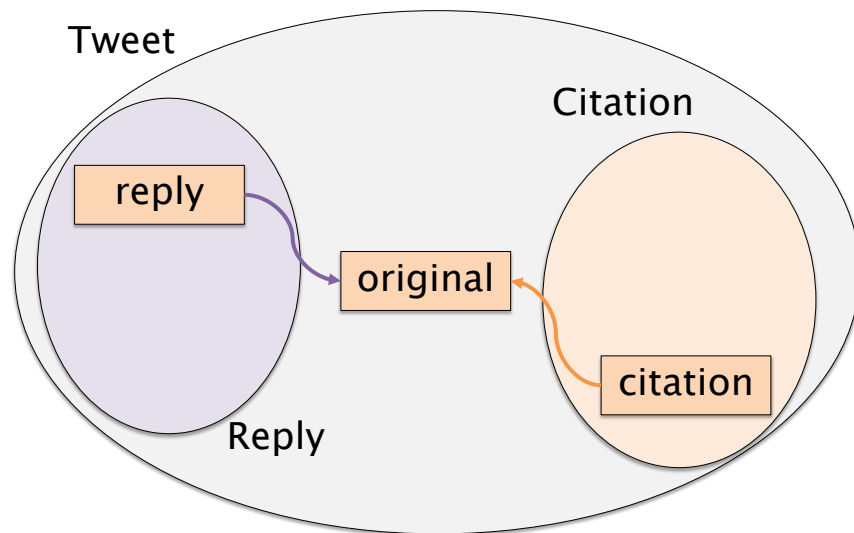 Tweet
Citation
reply
original
citation
Reply